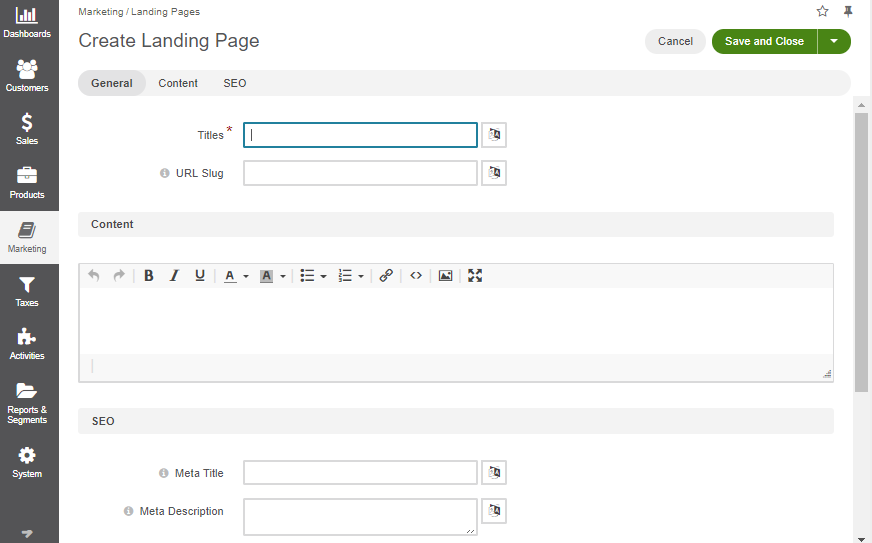 Dashboards
Customers
Sales
Products
Marketing
Taxes
Activities
Reports &
Segments
System
Marketing / Landing Pages
Create Landing Page
Cancel
Save and Close
General Content SEO
Titles *
URL Slug
Content
B I U A A
SEO
Meta Title
Meta Description